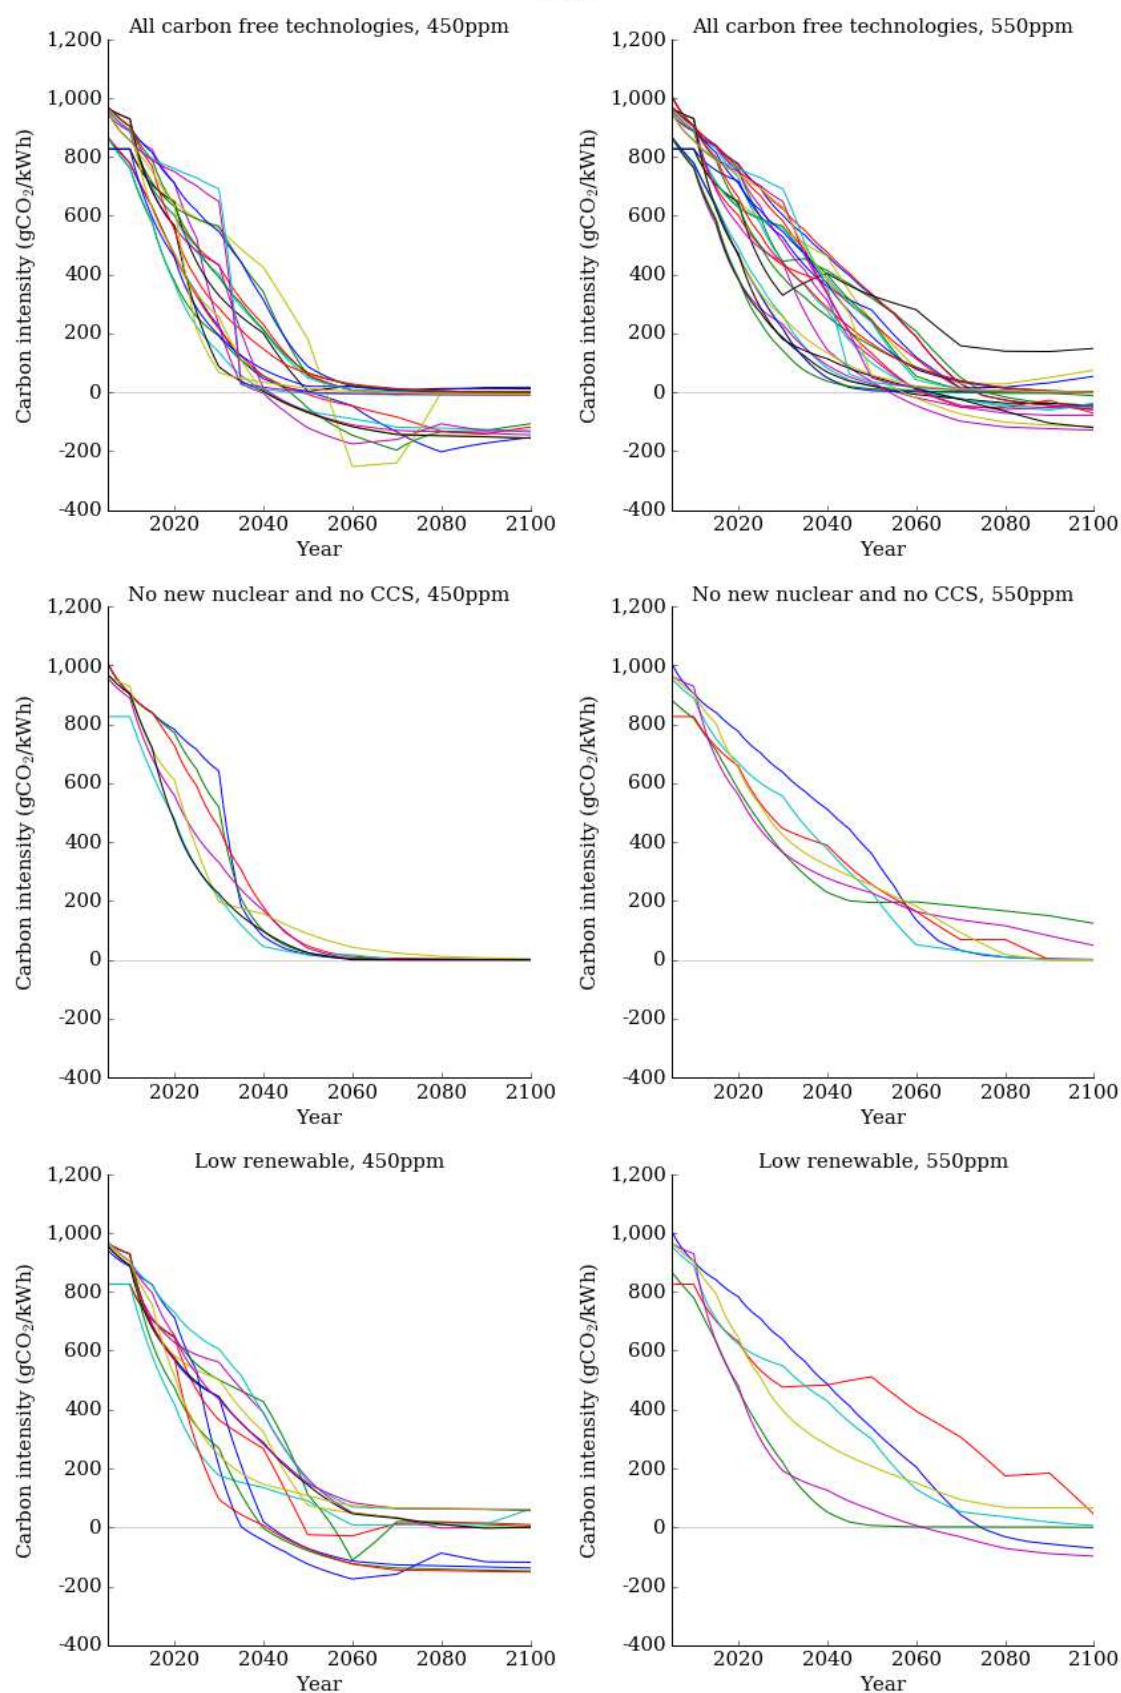 All carbon free technologies, 450ppm
1,200
1,000
800
600
400
200
0
-200
-400
Carbon intensity (gCO₂/kWh)
2020 2040 2060 2080 2100
Year
All carbon free technologies, 550ppm
1,200
1,000
800
600
400
200
0
-200
-400
Carbon intensity (gCO₂/kWh)
2020 2040 2060 2080 2100
Year
No new nuclear and no CCS, 450ppm
1,200
1,000
800
600
400
200
0
-200
-400
Carbon intensity (gCO₂/kWh)
2020 2040 2060 2080 2100
Year
No new nuclear and no CCS, 550ppm
1,200
1,000
800
600
400
200
0
-200
-400
Carbon intensity (gCO₂/kWh)
2020 2040 2060 2080 2100
Year
Low renewable, 450ppm
1,200
1,000
800
600
400
200
0
-200
-400
Carbon intensity (gCO₂/kWh)
2020 2040 2060 2080 2100
Year
Low renewable, 550ppm
1,200
1,000
800
600
400
200
0
-200
-400
Carbon intensity (gCO₂/kWh)
2020 2040 2060 2080 2100
Year